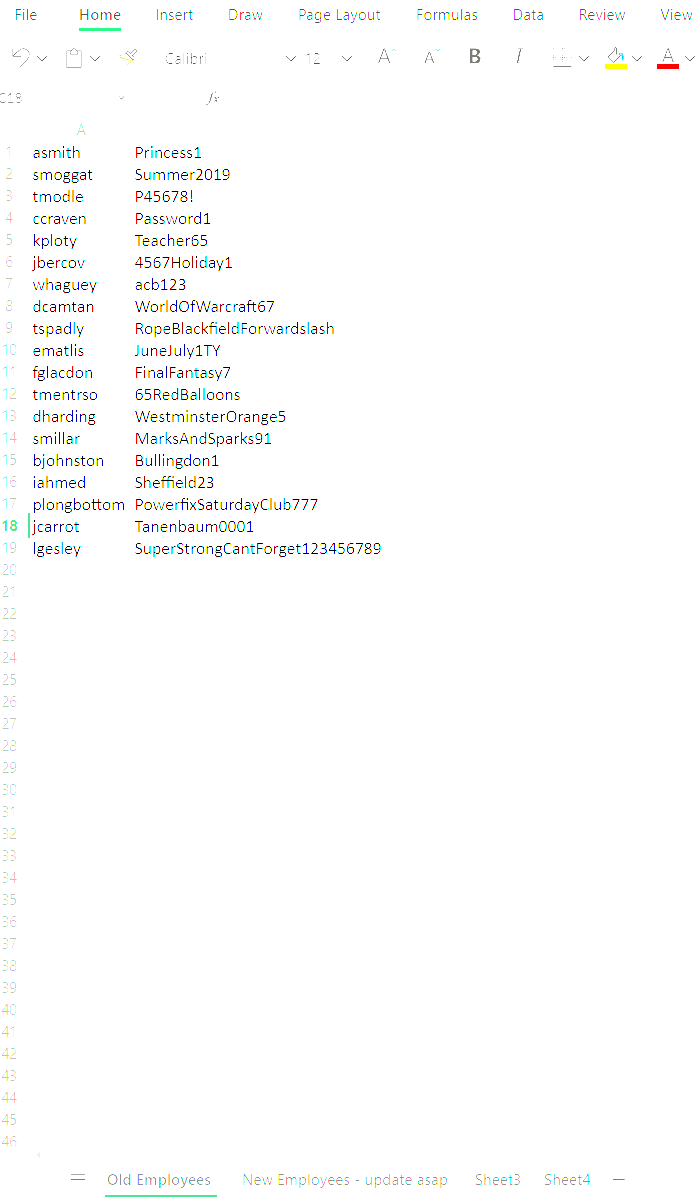 File Home Insert Draw Page Layout Formulas Data Review View
Calibri 12 A A B I A
C18 fx
A
1 asmith Princess1
2 smoggat Summer2019
3 tmodle P45678!
4 ccraven Password1
5 kploty Teacher65
6 jbercov 4567Holiday1
7 whaguey acb123
8 dcamtan WorldOfWarcraft67
9 tspadly RopeBlackfieldForwardslash
10 ematlis JuneJuly1TY
11 fglacdon FinalFantasy7
12 tmentrso 65RedBalloons
13 dharding WestminsterOrange5
14 smillar MarksAndSparks91
15 bjohnston Bullingdon1
16 iahmed Sheffield23
17 plongbottom PowerfixSaturdayClub777
18 jcarrot Tanenbaum0001
19 lgesley SuperStrongCantForget123456789
20
21
22
23
24
25
26
27
28
29
30
31
32
33
34
35
36
37
38
39
40
41
42
43
44
45
46
Old Employees New Employees - update asap Sheet3 Sheet4